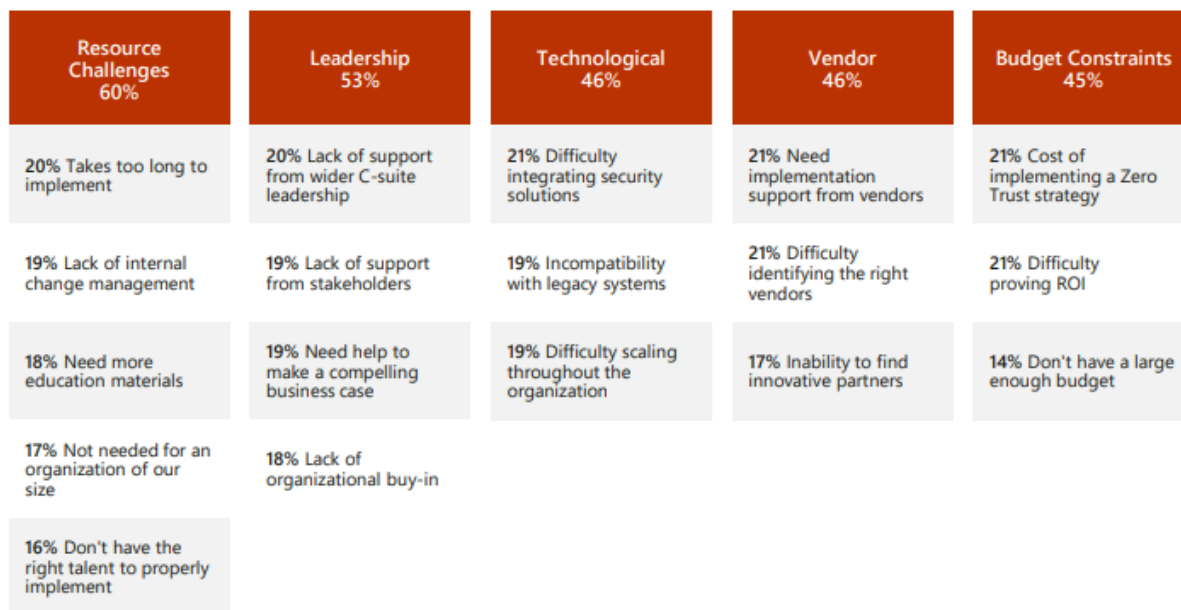 Resource
Challenges
60%
20% Takes too long to
implement
19% Lack of internal
change management
18% Need more
education materials
17% Not needed for an
organization of our
size
16% Don't have the
right talent to properly
implement
Leadership
53%
20% Lack of support
from wider C-suite
leadership
19% Lack of support
from stakeholders
19% Need help to
make a compelling
business case
18% Lack of
organizational buy-in
Technological
46%
21% Difficulty
integrating security
solutions
19% Incompatibility
with legacy systems
19% Difficulty scaling
throughout the
organization
Vendor
46%
21% Need
implementation
support from vendors
21% Difficulty
identifying the right
vendors
17% Inability to find
innovative partners
Budget Constraints
45%
21% Cost of
implementing a Zero
Trust strategy
21% Difficulty
proving ROI
14% Don't have a large
enough budget